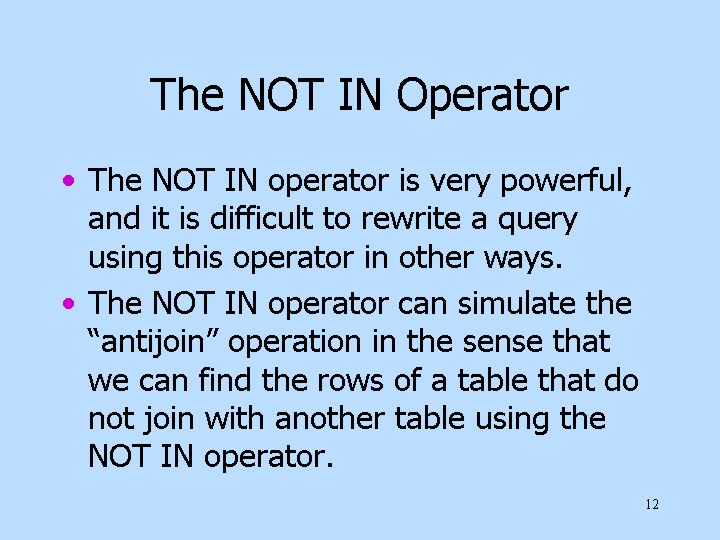 The NOT IN Operator
• The NOT IN operator is very powerful,
and it is difficult to rewrite a query
using this operator in other ways.
• The NOT IN operator can simulate the
“antijoin” operation in the sense that
we can find the rows of a table that do
not join with another table using the
NOT IN operator.
12